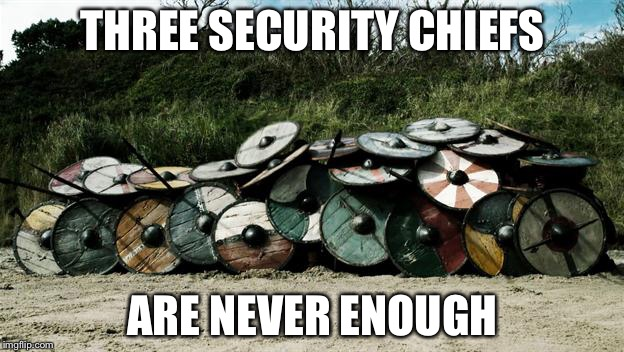 THREE SECURITY CHIEFS
ARE NEVER ENOUGH
imgflip.com